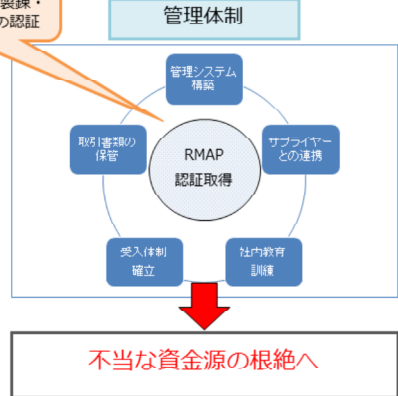 製錬・
の認証
管理体制
管理システム
構築
取引書類の
保管
RMAP
認証取得
サプライヤー
との連携
受入体制
確立
社内教育
訓練
不当な資金源の根絶へ